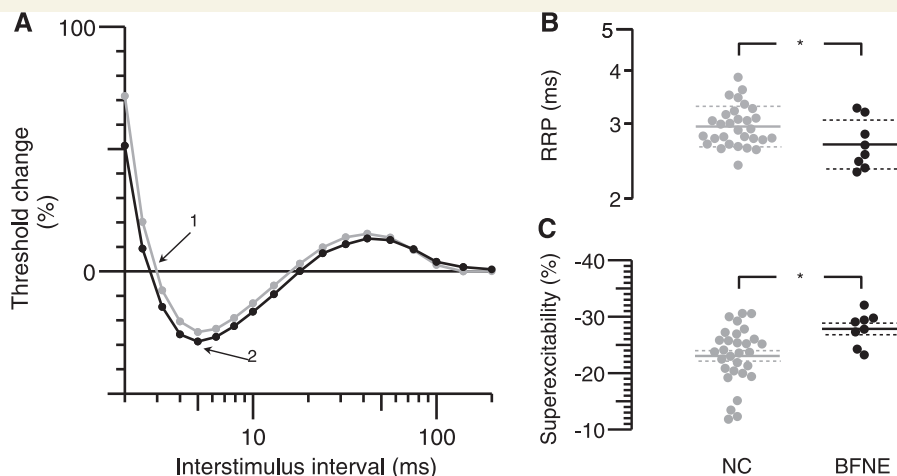 A
100
Threshold change
(%)
0
1
2
10
100
Interstimulus interval (ms)
B
5
4
3
2
RRP (ms)
*
C
-40
-30
-20
-10
Superexcitability (%)
*
NC
BFNE